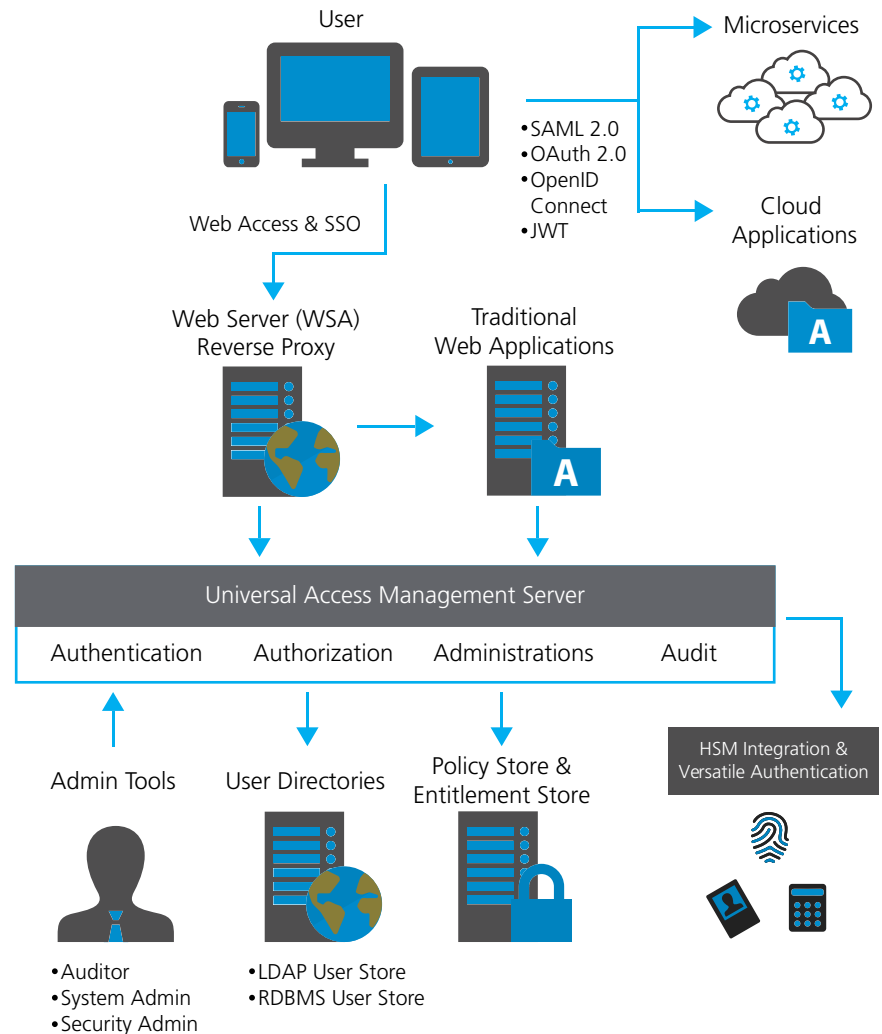 User
Microservices
•SAML 2.0
•OAuth 2.0
•OpenID
Connect
•JWT
Cloud
Applications
A
Web Access & SSO
Web Server (WSA)
Reverse Proxy
Traditional
Web Applications
A
Universal Access Management Server
Authentication
Authorization
Administrations
Audit
HSM Integration &
Versatile Authentication
Admin Tools
•Auditor
•System Admin
•Security Admin
User Directories
•LDAP User Store
•RDBMS User Store
Policy Store &
Entitlement Store